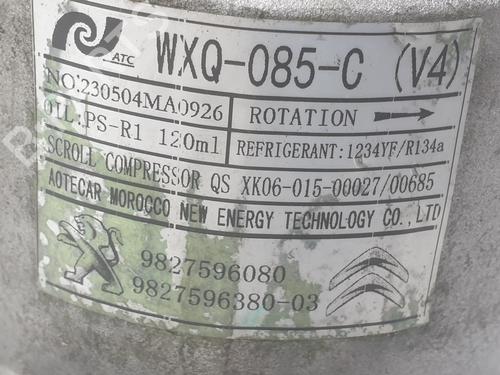 ATC WXQ-085-C (V4)
NO:230504MA0926
ROTATION
OIL:PS-R1 120ml
REFRIGERANT:1234YF/R134a
SCROLL COMPRESSOR QS XK06-015-00027/00685
AOTECAR MOROCCO NEW ENERGY TECHNOLOGY CO., LTD
9827596080
9827596380-03